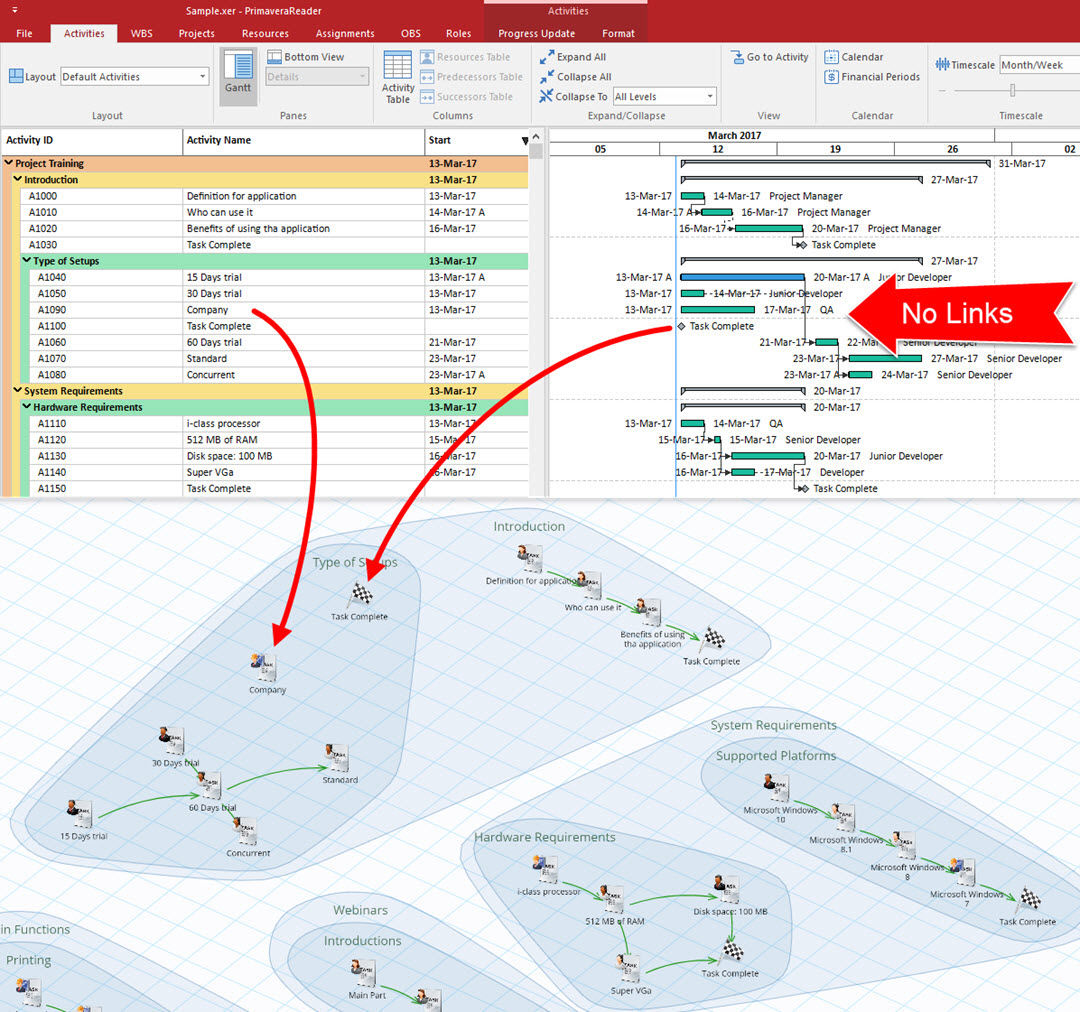 Sample.xer - PrimaveraReader
Activities
File Activities WBS Projects Resources Assignments OBS Roles Progress Update Format
Layout Default Activities
Layout
Gantt
Bottom View
Details
Panes
Activity Table
Resources Table
Predecessors Table
Successors Table
Columns
Expand All
Collapse All
Collapse To All Levels
Expand/Collapse
Go to Activity
View
Calendar
Financial Periods
Calendar
Timescale Month/Week
Timescale
Activity ID Activity Name Start
March 2017
05 12 19 26 02
Project Training 13-Mar-17 31-Mar-17
Introduction 13-Mar-17 27-Mar-17
A1000 Definition for application 13-Mar-17 13-Mar-17 14-Mar-17 Project Manager
A1010 Who can use it 14-Mar-17 A 14-Mar-17 A 16-Mar-17 Project Manager
A1020 Benefits of using tha application 16-Mar-17 16-Mar-17 20-Mar-17 Project Manager
A1030 Task Complete Task Complete
Type of Setups 13-Mar-17 27-Mar-17
A1040 15 Days trial 13-Mar-17 A 13-Mar-17 A 20-Mar-17 A Junior Developer
A1050 30 Days trial 13-Mar-17 13-Mar-17 14-Mar-17 Junior Developer
A1090 Company 13-Mar-17 13-Mar-17 17-Mar-17 QA
No Links
A1100 Task Complete Task Complete
A1060 60 Days trial 21-Mar-17 21-Mar-17 Senior Developer
A1070 Standard 23-Mar-17 23-Mar-17 27-Mar-17 Senior Developer
A1080 Concurrent 23-Mar-17 A 23-Mar-17 A 24-Mar-17 Senior Developer
System Requirements 13-Mar-17 20-Mar-17
Hardware Requirements 13-Mar-17 20-Mar-17
A1110 i-class processor 13-Mar-17 13-Mar-17 14-Mar-17 QA
A1120 512 MB of RAM 15-Mar-17 15-Mar-17 15-Mar-17 Senior Developer
A1130 Disk space: 100 MB 16-Mar-17 16-Mar-17 20-Mar-17 Junior Developer
A1140 Super VGa 16-Mar-17 16-Mar-17 17-Mar-17 Developer
A1150 Task Complete Task Complete
Introduction
Type of Setups
Definition for application
Who can use it
Task Complete
Benefits of using
tha application
Task Complete
Company
System Requirements
Supported Platforms
30 Days trial
Standard
60 Days trial
15 Days trial
Concurrent
Microsoft Windows
10
Microsoft Windows
8.1
Microsoft Windows
8
Microsoft Windows
7
Task Complete
Hardware Requirements
i-class processor
512 MB of RAM
Disk space: 100 MB
Task Complete
Super VGa
Webinars
Introductions
Main Part
in Functions
Printing